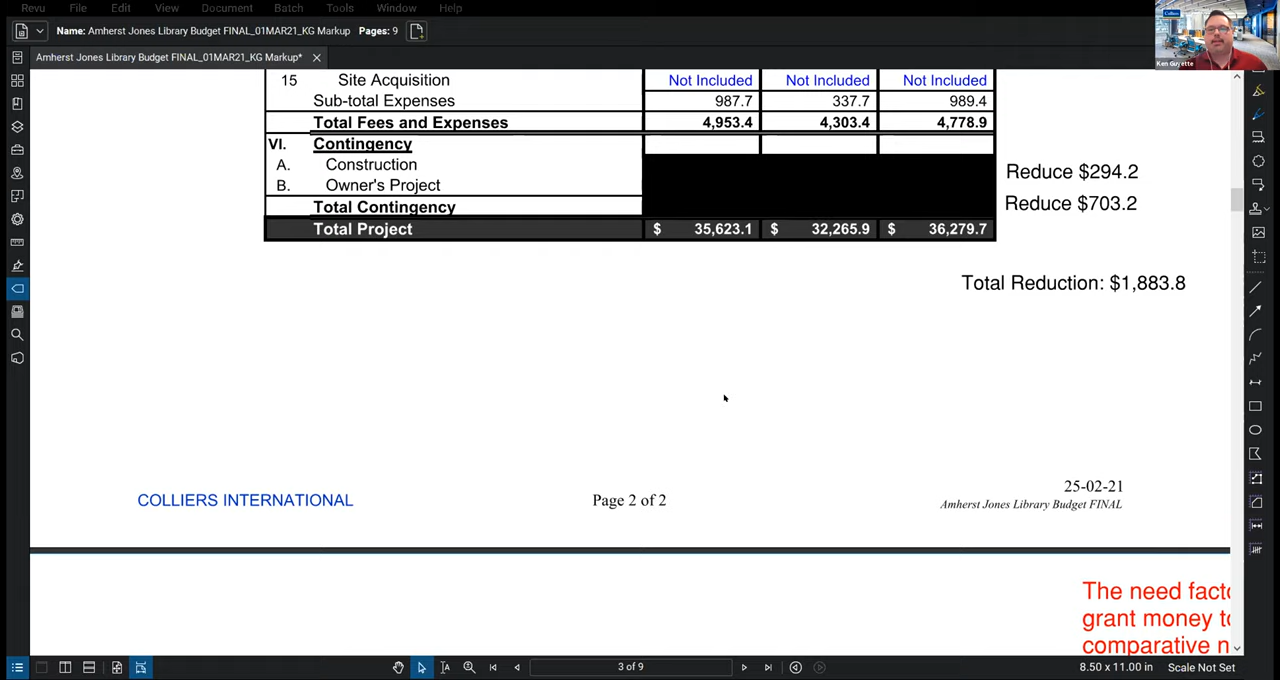 Revu File Edit View Document Batch Tools Window Help
Name: Amherst Jones Library Budget FINAL_01MAR21_KG Markup Pages: 9
Amherst Jones Library Budget FINAL_01MAR21_KG Markup*
Ken Guyette
15 Site Acquisition Not Included Not Included Not Included
Sub-total Expenses 987.7 337.7 989.4
Total Fees and Expenses 4,953.4 4,303.4 4,778.9
VI. Contingency
A. Construction
Reduce $294.2
B. Owner's Project
Reduce $703.2
Total Contingency
Total Project $ 35,623.1 $ 32,265.9 $ 36,279.7
Total Reduction: $1,883.8
COLLIERS INTERNATIONAL Page 2 of 2 25-02-21
Amherst Jones Library Budget FINAL
The need
grant money
comparative
3 of 9
8.50 x 11.00 in Scale Not Set